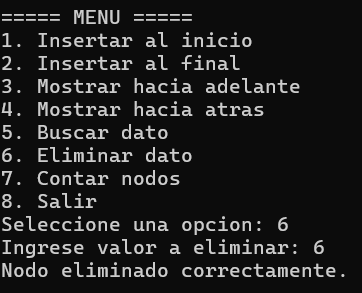 ===== MENU =====
1. Insertar al inicio
2. Insertar al final
3. Mostrar hacia adelante
4. Mostrar hacia atras
5. Buscar dato
6. Eliminar dato
7. Contar nodos
8. Salir
Seleccione una opcion: 6
Ingrese valor a eliminar: 6
Nodo eliminado correctamente.